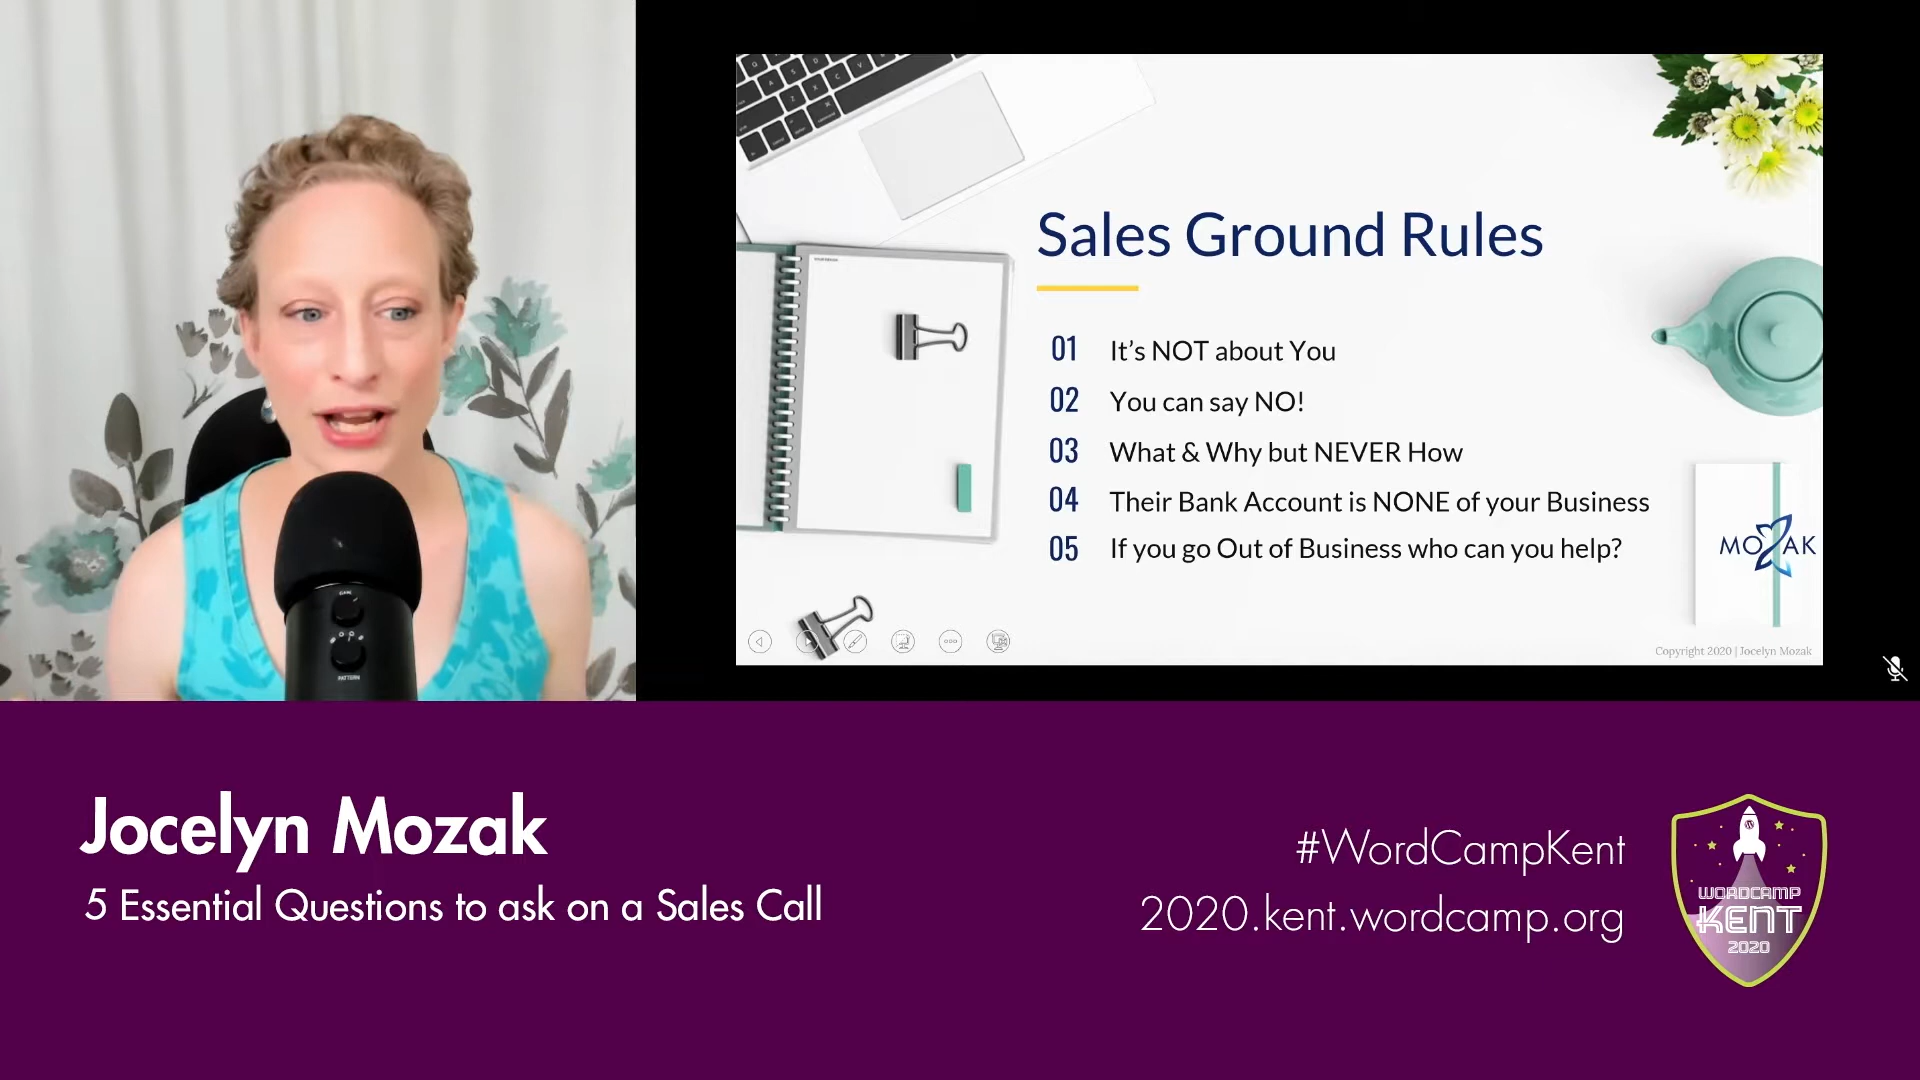 Sales Ground Rules
01 It's NOT about You
02 You can say NO!
03 What & Why but NEVER How
04 Their Bank Account is NONE of your Business
05 If you go Out of Business who can you help?
MOZAK
Copyright 2020 | Jocelyn Mozak
GAIN
PATTERN
Jocelyn Mozak
5 Essential Questions to ask on a Sales Call
#WordCampKent
2020.kent.wordcamp.org
WORDCAMP
KENT
2020